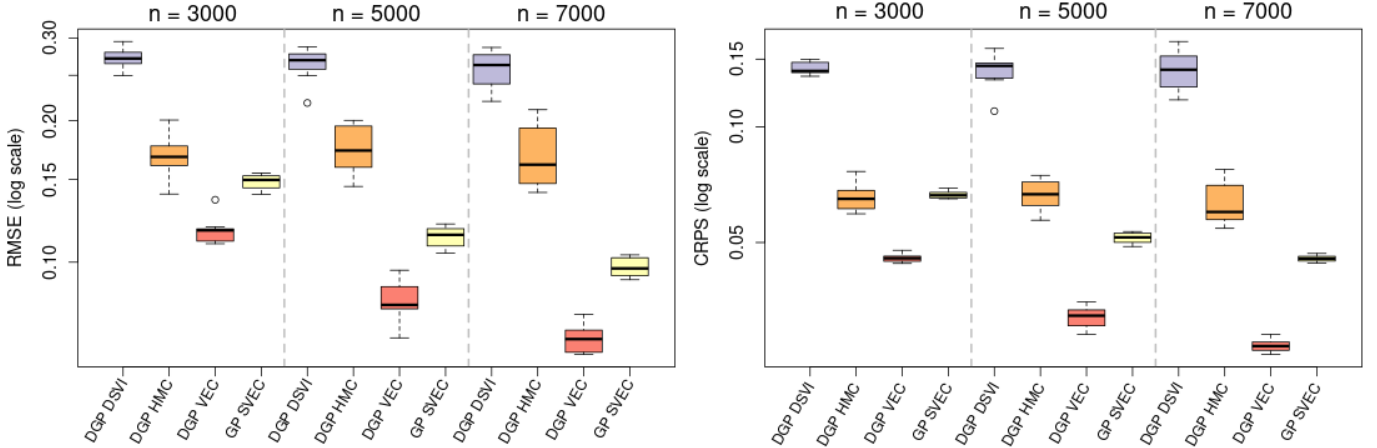 n = 3000 n = 5000 n = 7000
RMSE (log scale)
0.30
0.20
0.15
0.10
DGP DSVI DGP HMC DGP VEC GP SVEC DGP DSVI DGP HMC DGP VEC GP SVEC DGP DSVI DGP HMC DGP VEC GP SVEC
n = 3000 n = 5000 n = 7000
CRPS (log scale)
0.15
0.10
0.05
DGP DSVI DGP HMC DGP VEC GP SVEC DGP DSVI DGP HMC DGP VEC GP SVEC DGP DSVI DGP HMC DGP VEC GP SVEC